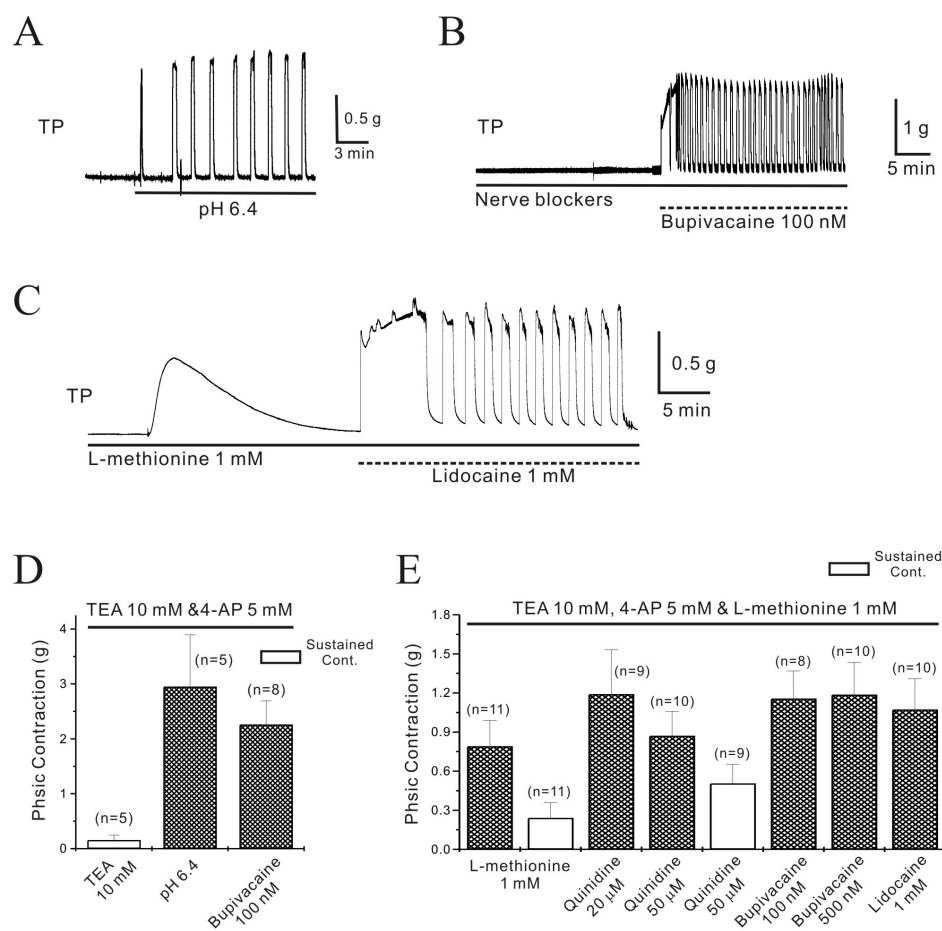 A
TP
0.5 g
3 min
pH 6.4
B
TP
1 g
5 min
Nerve blockers
Bupivacaine 100 nM
C
TP
0.5 g
5 min
L-methionine 1 mM
Lidocaine 1 mM
D
TEA 10 mM &4-AP 5 mM
Sustained
Cont.
Phsic Contraction (g)
4
3
2
1
0
(n=5)
(n=5)
(n=8)
TEA
10 mM
pH 6.4
Bupivacaine
100 nM
E
Sustained
Cont.
TEA 10 mM, 4-AP 5 mM & L-methionine 1 mM
Phsic Contraction (g)
1.8
1.5
1.2
0.9
0.6
0.3
0.0
(n=11)
(n=11)
(n=9)
(n=10)
(n=9)
(n=8)
(n=10)
(n=10)
L-methionine
1 mM
Quinidine
20 μM
Quinidine
50 μM
Quinidine
50 μM
Bupivacaine
100 nM
Bupivacaine
500 nM
Lidocaine
1 mM